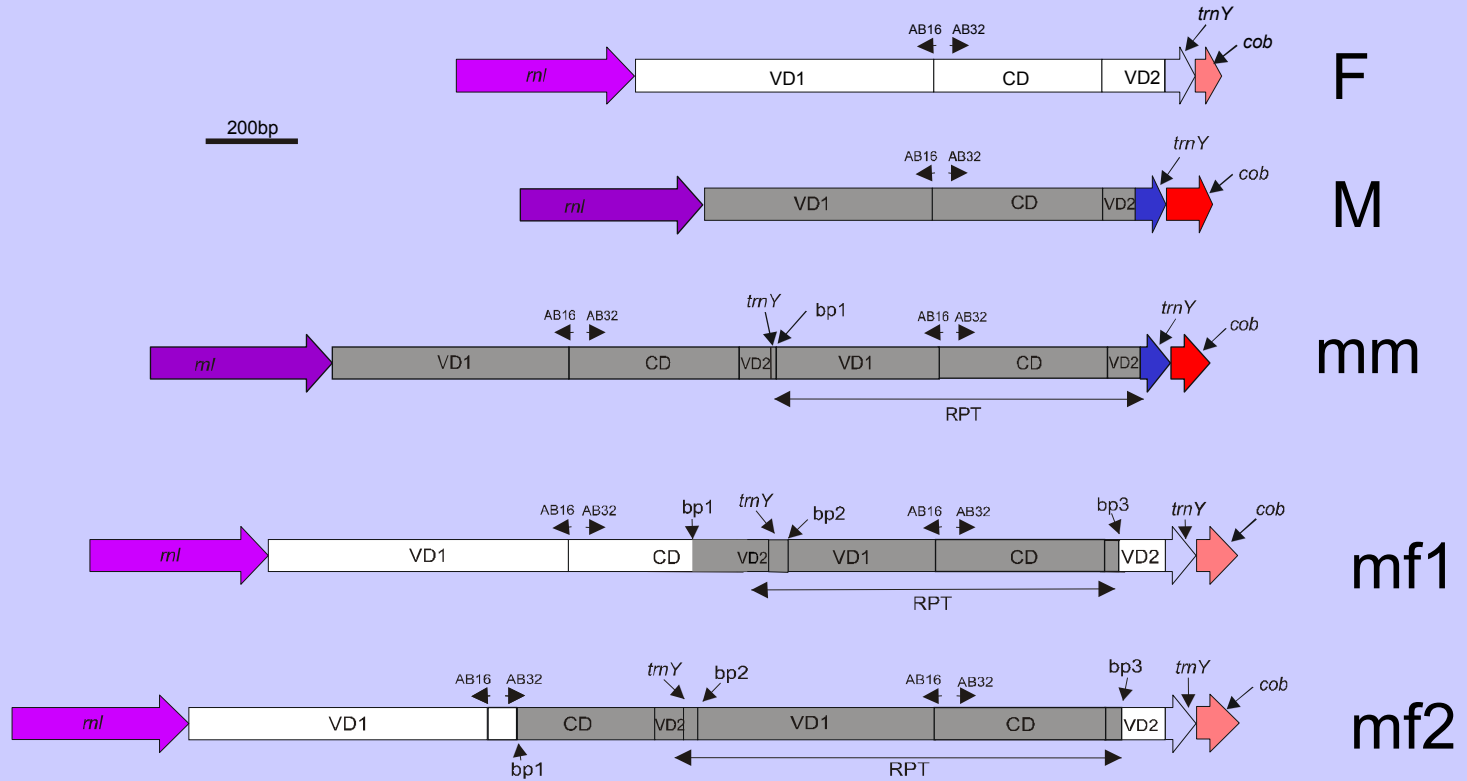 trnY
AB16 AB32 cob
rnl VD1 CD VD2 F
200bp
trnY
AB16 AB32 cob
rnl VD1 CD VD2 M
trnY bp1 trnY
AB16 AB32 AB16 AB32 cob
rnl VD1 CD VD2 VD1 CD VD2 mm
RPT
trnY bp3
AB16 AB32 bp1 bp2 AB16 AB32 trnY cob
rnl VD1 CD VD2 VD1 CD VD2 mf1
RPT
trnY bp2 bp3 trnY
AB16 AB32 AB16 AB32 cob
rnl VD1 CD VD2 VD1 CD VD2 mf2
bp1 RPT